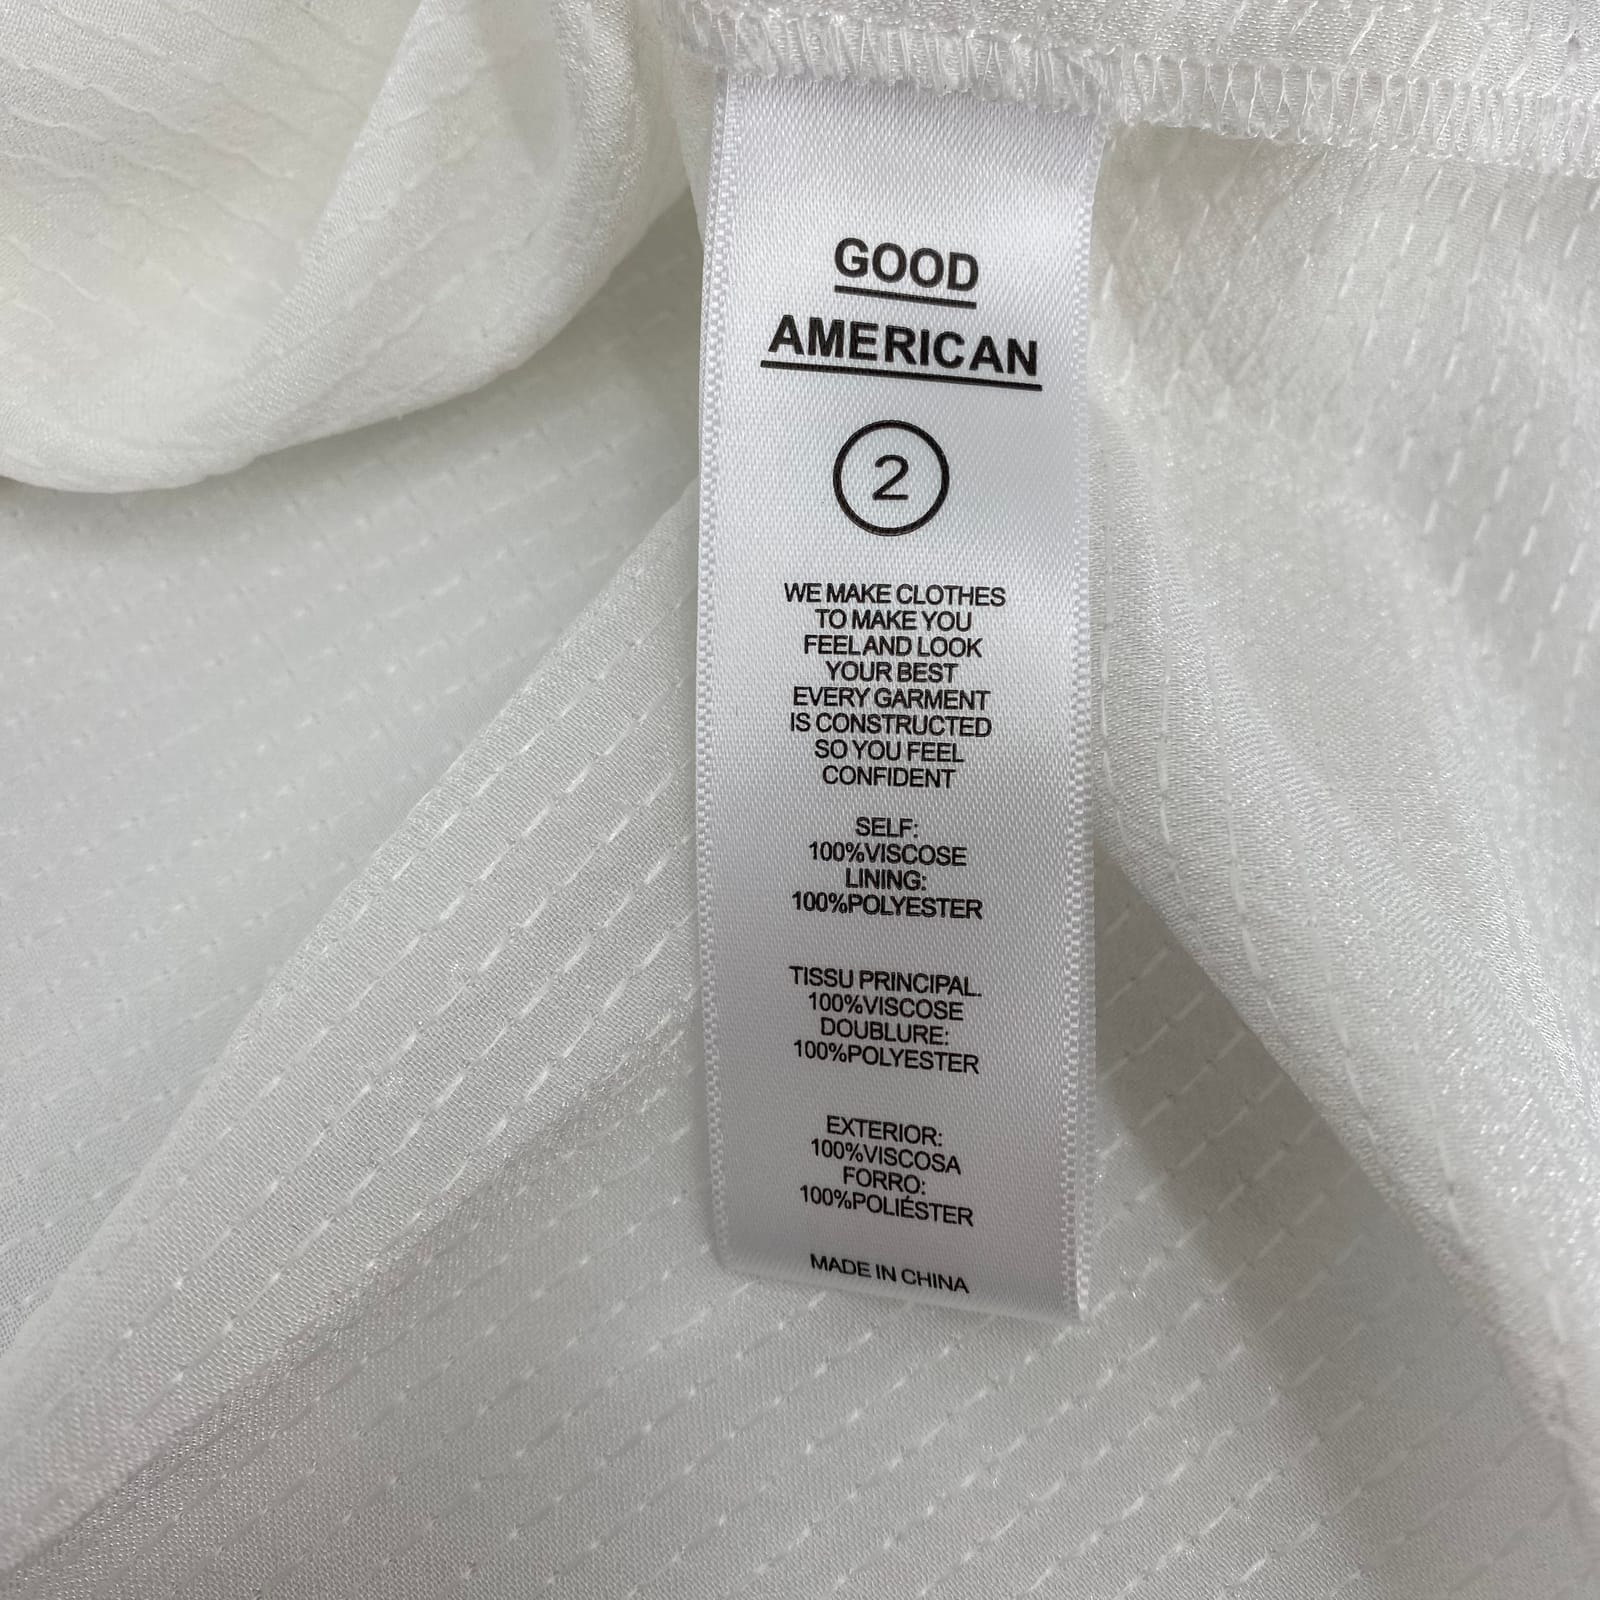 GOOD
AMERICAN
2
WE MAKE CLOTHES
TO MAKE YOU
FEEL AND LOOK
YOUR BEST
EVERY GARMENT
IS CONSTRUCTED
SO YOU FEEL
CONFIDENT
SELF:
100%VISCOSE
LINING:
100%POLYESTER
TISSU PRINCIPAL.
100%VISCOSE
DOUBLURE:
100%POLYESTER
EXTERIOR:
100%VISCOSA
FORRO:
100%POLIÉSTER
MADE IN CHINA